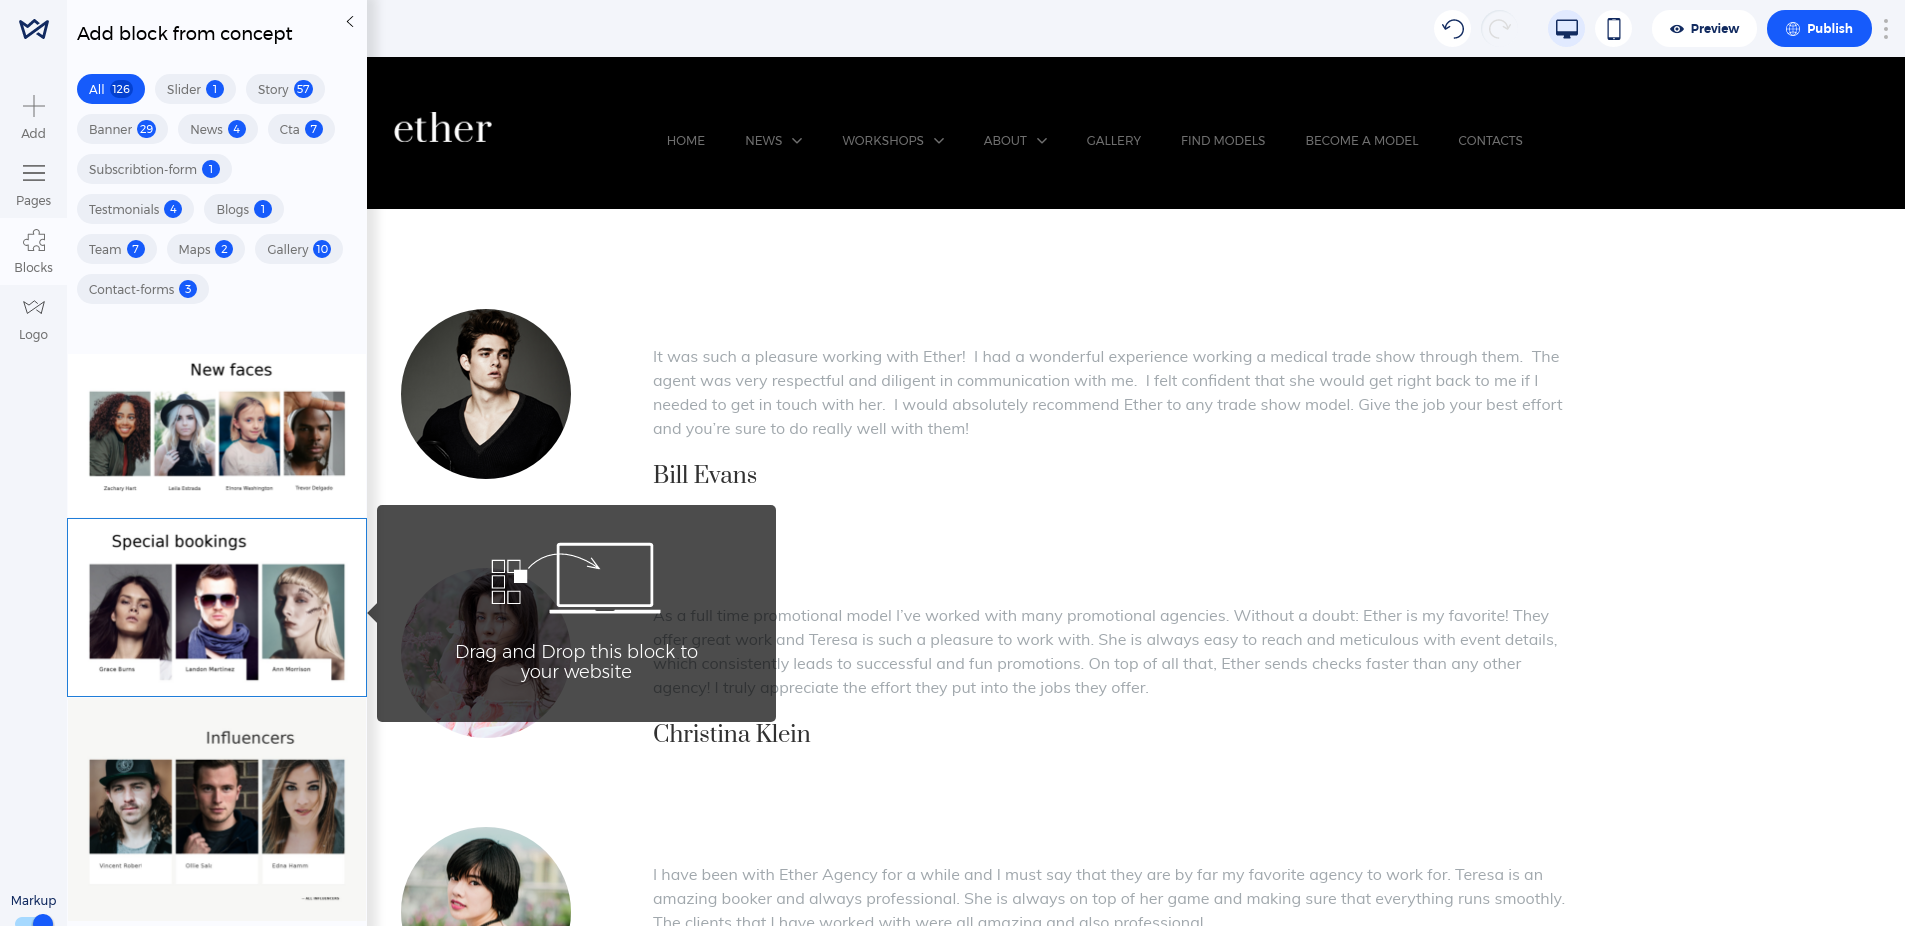 Add block from concept
Preview
Publish
All 126
Slider 1
Story 57
Banner 29
News 4
Cta 7
Subscribtion-form 1
Testmonials 4
Blogs 1
Team 7
Maps 2
Gallery 10
Contact-forms 3
Add
Pages
Blocks
Logo
Markup
New faces
Zachary Hart
Leila Estrada
Elnora Washington
Trevor Delgado
Special bookings
Grace Burns
Landon Martinez
Ann Morrison
Influencers
Vincent Rober
Ollie Sal
Edna Hamm
ALL INFLUENCERS
ether
HOME
NEWS
WORKSHOPS
ABOUT
GALLERY
FIND MODELS
BECOME A MODEL
CONTACTS
It was such a pleasure working with Ether!  I had a wonderful experience working a medical trade show through them.  The
agent was very respectful and diligent in communication with me.  I felt confident that she would get right back to me if I
needed to get in touch with her.  I would absolutely recommend Ether to any trade show model. Give the job your best effort
and you’re sure to do really well with them!
Bill Evans
Drag and Drop this block to
your website
As a full time promotional model I’ve worked with many promotional agencies. Without a doubt: Ether is my favorite! They
offer great work and Teresa is such a pleasure to work with. She is always easy to reach and meticulous with event details,
which consistently leads to successful and fun promotions. On top of all that, Ether sends checks faster than any other
agency! I truly appreciate the effort they put into the jobs they offer.
Christina Klein
I have been with Ether Agency for a while and I must say that they are by far my favorite agency to work for. Teresa is an
amazing booker and always professional. She is always on top of her game and making sure that everything runs smoothly.
The clients that I have worked with were all amazing and also professional.